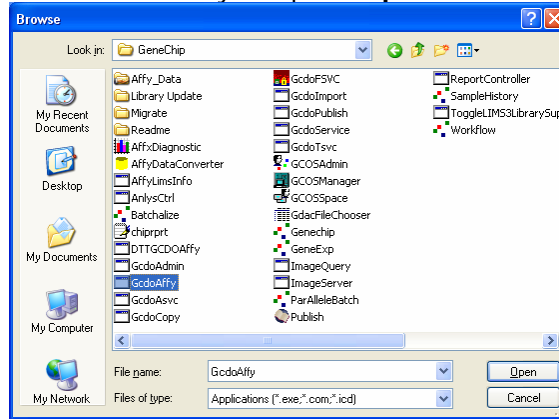 Browse
Look in:
GeneChip
My Recent
Documents
Desktop
My Documents
My Computer
My Network
Affy_Data
Library Update
Migrate
Readme
AffxDiagnostic
AffyDataConverter
AffyLimsInfo
AnlysCtrl
Batchalize
chiprprt
DTTGCDOAffy
GcdoAdmin
GcdoAffy
GcdoAsvc
GcdoCopy
GcdoFSVC
GcdoImport
GcdoPublish
GcdoService
GcdoTsvc
GCOSAdmin
GCOSManager
GCOSSpace
GdacFileChooser
Genechip
GeneExp
ImageQuery
ImageServer
ParAlleleBatch
Publish
ReportController
SampleHistory
ToggleLIMS3LibrarySup
Workflow
File name:
GcdoAffy
Open
Files of type:
Applications (*.exe;*.com;*.icd)
Cancel